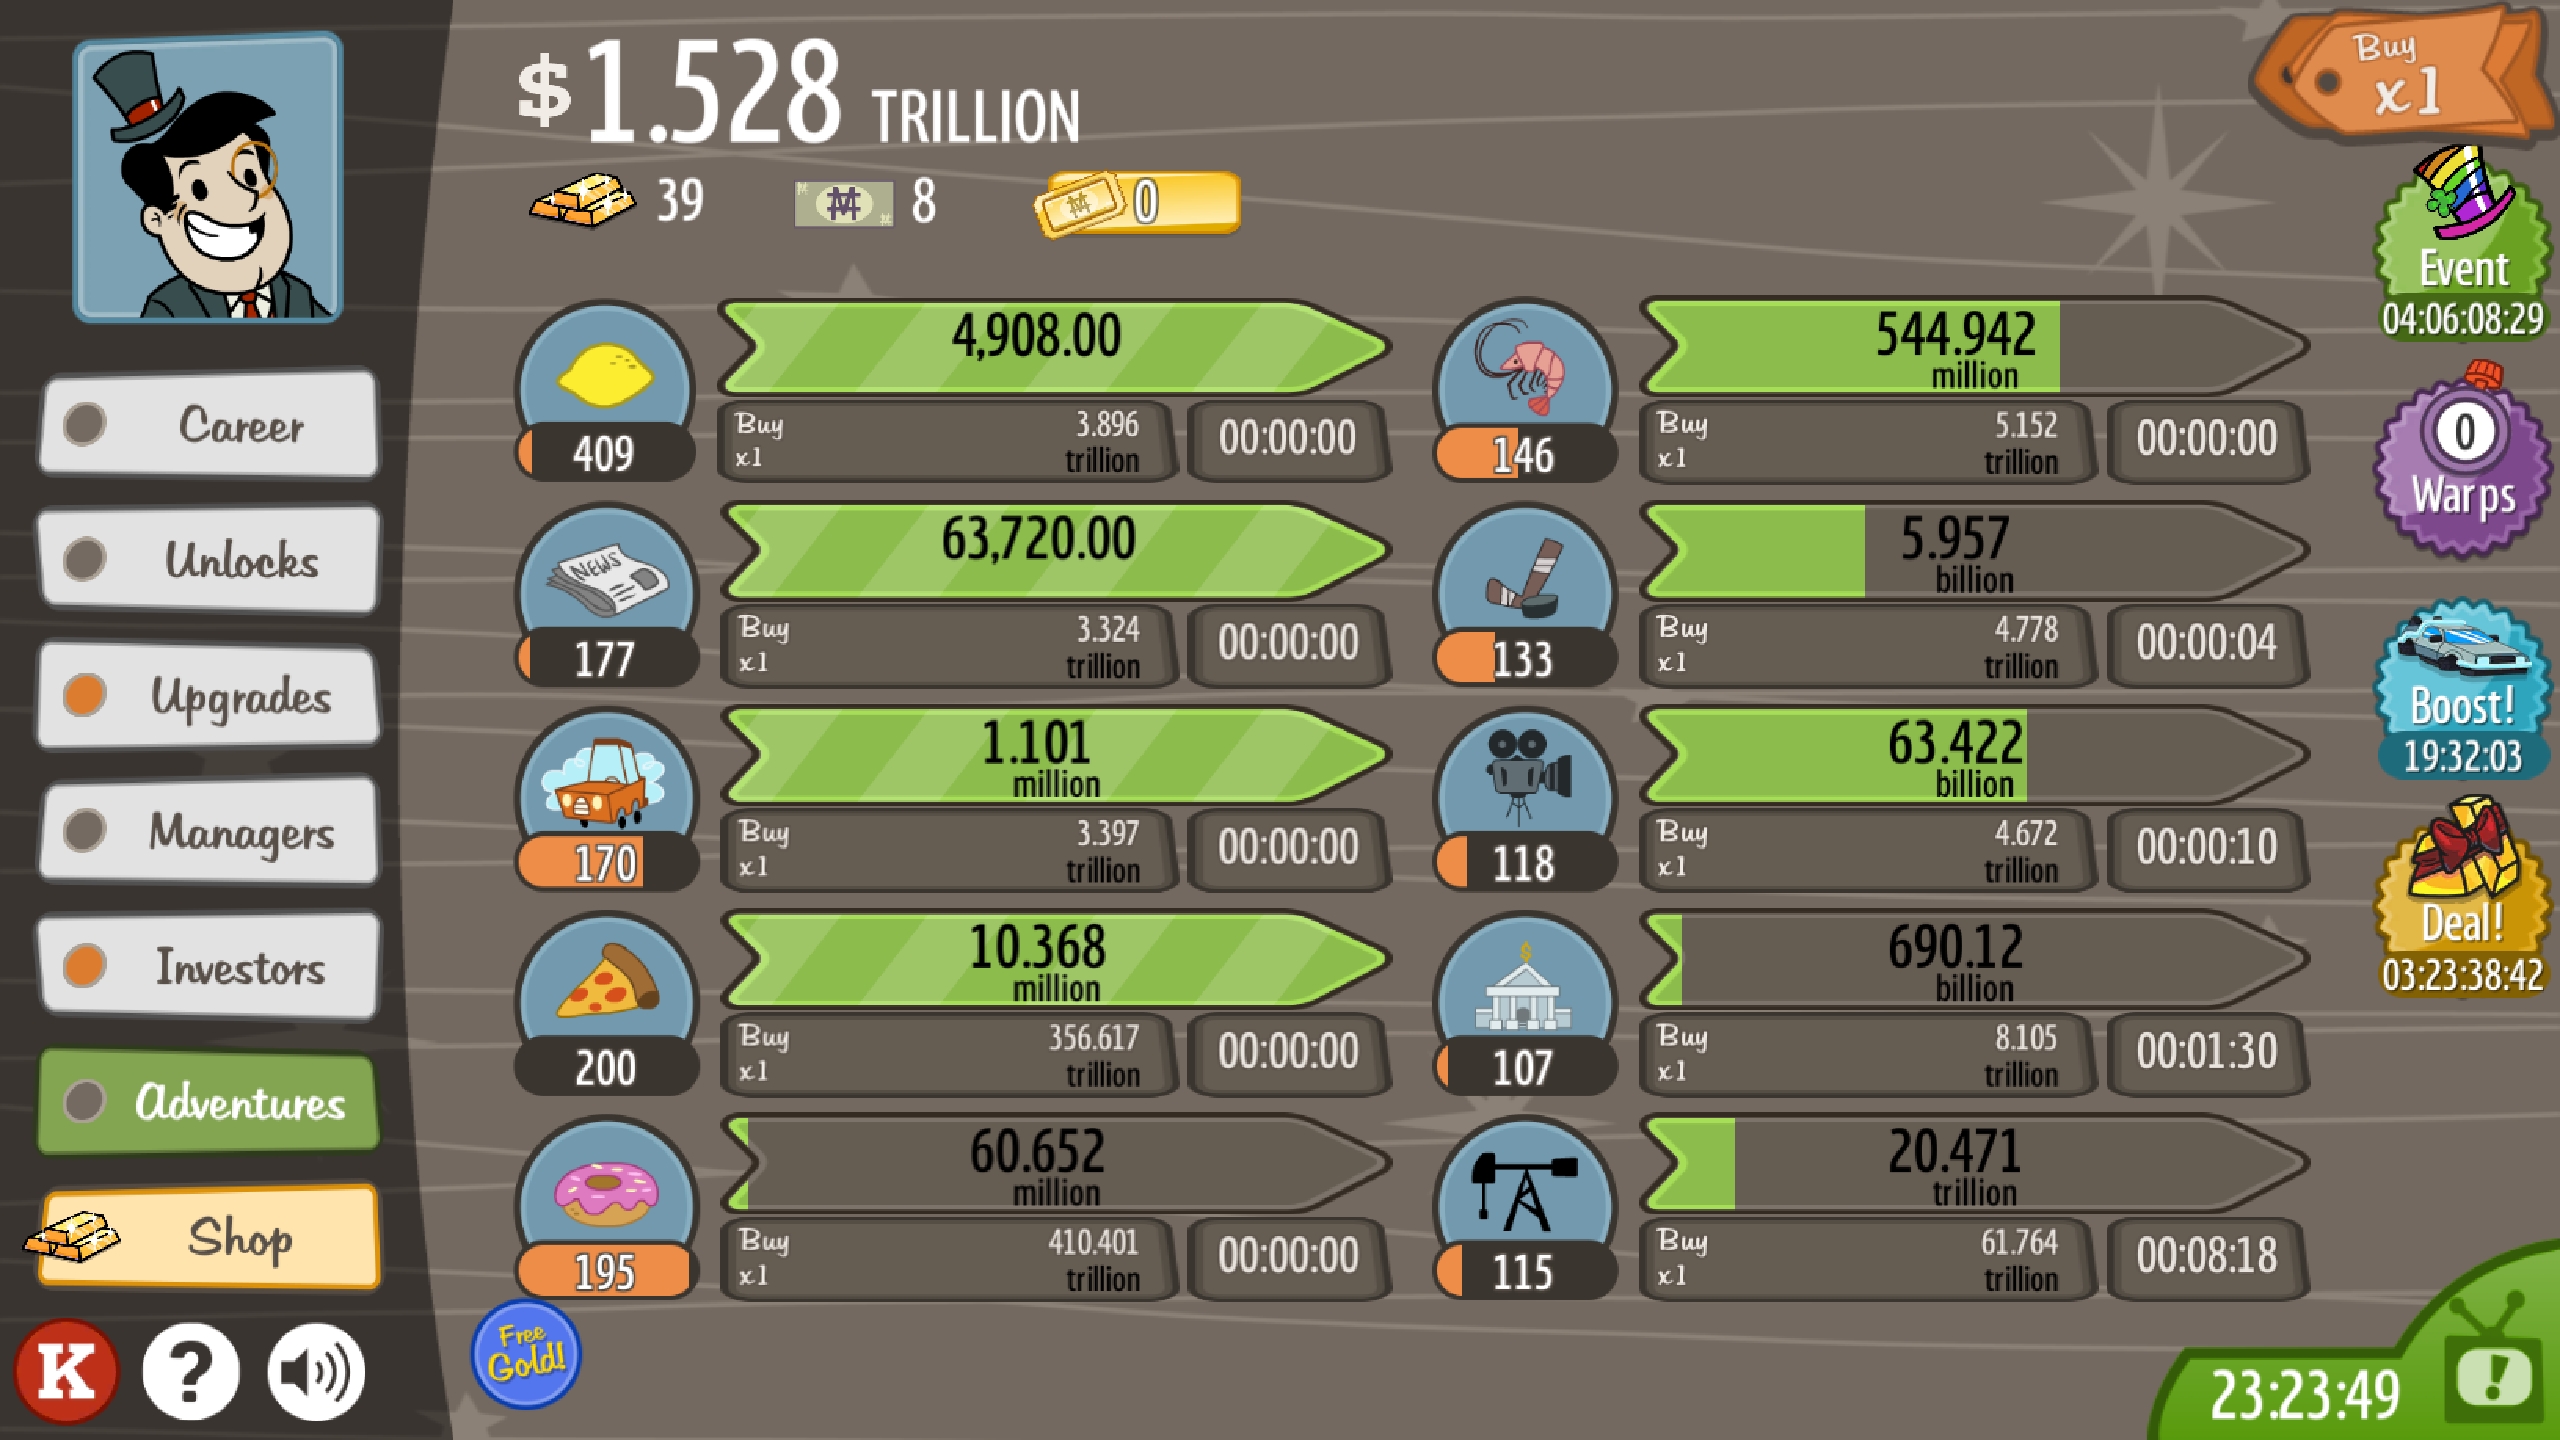 $1.528 TRILLION
39 8 0
Buy
x1
Career
Unlocks
Upgrades
Managers
Investors
Adventures
Shop
K ?
4,908.00
409
Buy
x1
3.896
trillion
00:00:00
NEWS
63,720.00
177
Buy
x1
3.324
trillion
00:00:00
1.101
million
170
Buy
x1
3.397
trillion
00:00:00
10.368
million
200
Buy
x1
356.617
trillion
00:00:00
60.652
million
195
Buy
x1
410.401
trillion
00:00:00
Free
Gold!
544.942
million
146
Buy
x1
5.152
trillion
00:00:00
5.957
billion
133
Buy
x1
4.778
trillion
00:00:04
63.422
billion
118
Buy
x1
4.672
trillion
00:00:10
$
690.12
billion
107
Buy
x1
8.105
trillion
00:01:30
20.471
trillion
115
Buy
x1
61.764
trillion
00:08:18
Event
04:06:08:29
0
Warps
Boost!
19:32:03
Deal!
03:23:38:42
23:23:49
!